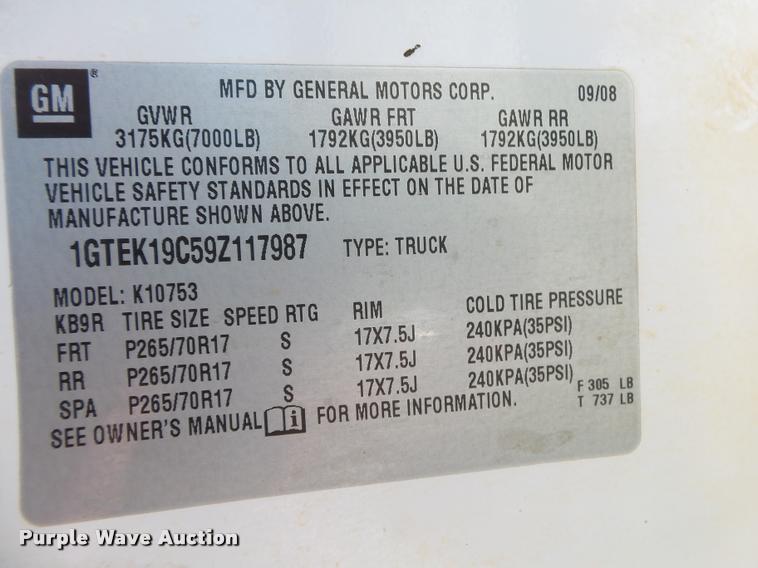 GM® MFD BY GENERAL MOTORS CORP. 09/08
GVWR GAWR FRT GAWR RR
3175KG(7000LB) 1792KG(3950LB) 1792KG(3950LB)
THIS VEHICLE CONFORMS TO ALL APPLICABLE U.S. FEDERAL MOTOR
VEHICLE SAFETY STANDARDS IN EFFECT ON THE DATE OF
MANUFACTURE SHOWN ABOVE.
1GTEK19C59Z117987 TYPE: TRUCK
MODEL: K10753
KB9R TIRE SIZE SPEED RTG RIM COLD TIRE PRESSURE
FRT P265/70R17 S 17X7.5J 240KPA(35PSI)
RR P265/70R17 S 17X7.5J 240KPA(35PSI)
SPA P265/70R17 S 17X7.5J 240KPA(35PSI)
F 305 LB
T 737 LB
SEE OWNER'S MANUAL i FOR MORE INFORMATION.
Purple Wave Auction